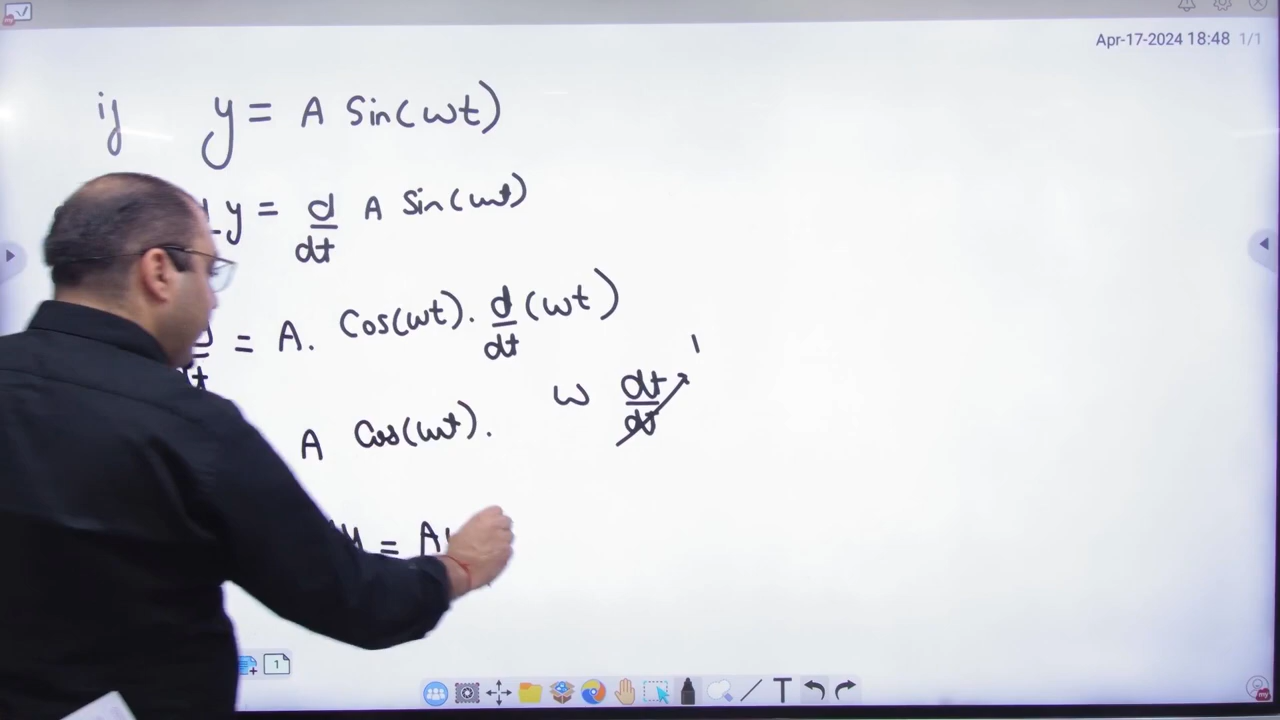 Apr-17-2024 18:48 1/1
if y = A Sin(ωt)
y = d/dt A Sin(ωt)
= A. Cos(ωt). d/dt (ωt)
1
A Cos(ωt). ω dt/dt
= A
1
T